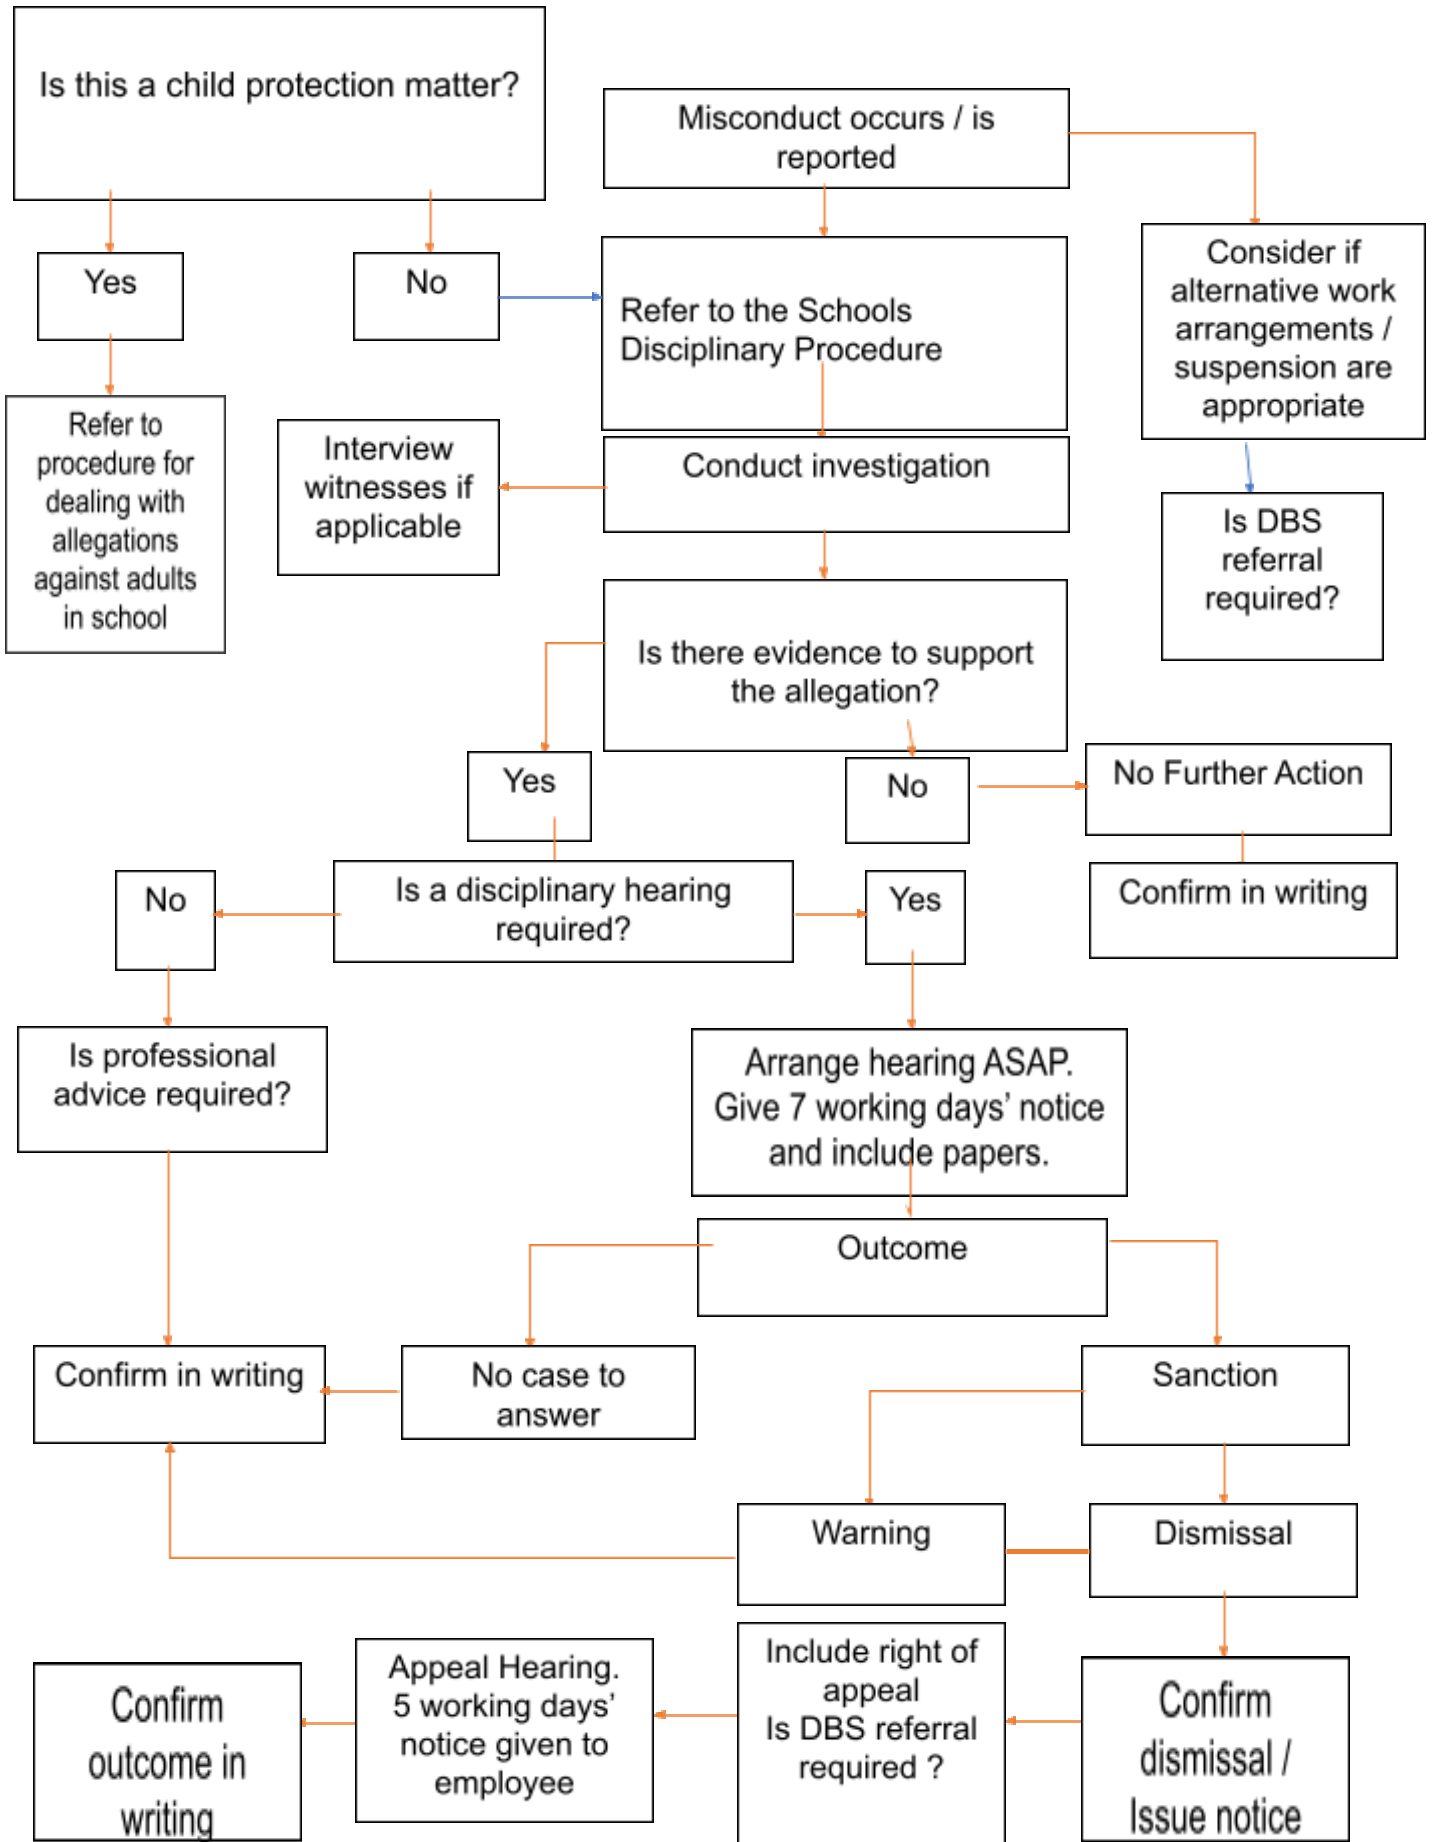 Is this a child protection matter?
Misconduct occurs / is
reported
Yes
No
Refer to the Schools
Disciplinary Procedure
Consider if
alternative work
arrangements /
suspension are
appropriate
Refer to
procedure for
dealing with
allegations
against adults
in school
Interview
witnesses if
applicable
Conduct investigation
Is DBS
referral
required?
Is there evidence to support
the allegation?
Yes
No
No Further Action
No
Is a disciplinary hearing
required?
Yes
Confirm in writing
Is professional
advice required?
Arrange hearing ASAP.
Give 7 working days’ notice
and include papers.
Outcome
Confirm in writing
No case to
answer
Sanction
Warning
Dismissal
Confirm
outcome in
writing
Appeal Hearing.
5 working days’
notice given to
employee
Include right of
appeal
Is DBS referral
required ?
Confirm
dismissal /
Issue notice